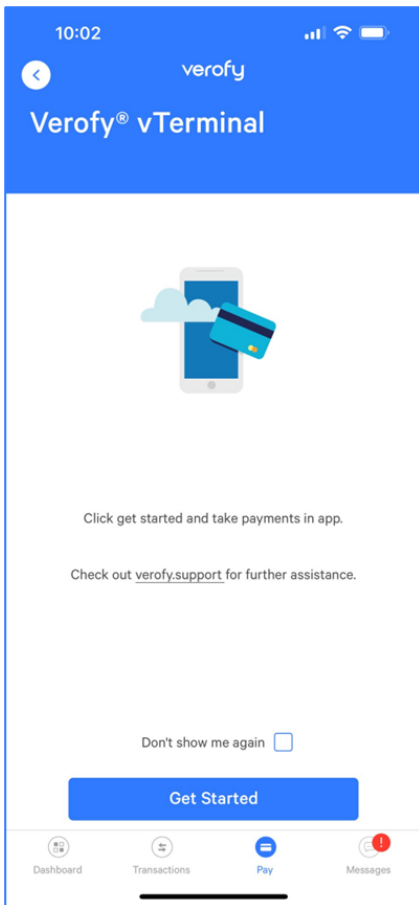 10:02
verofy
Verofy® vTerminal
Click get started and take payments in app.
Check out verofy.support for further assistance.
Don't show me again
Get Started
!
Dashboard
Transactions
Pay
Messages